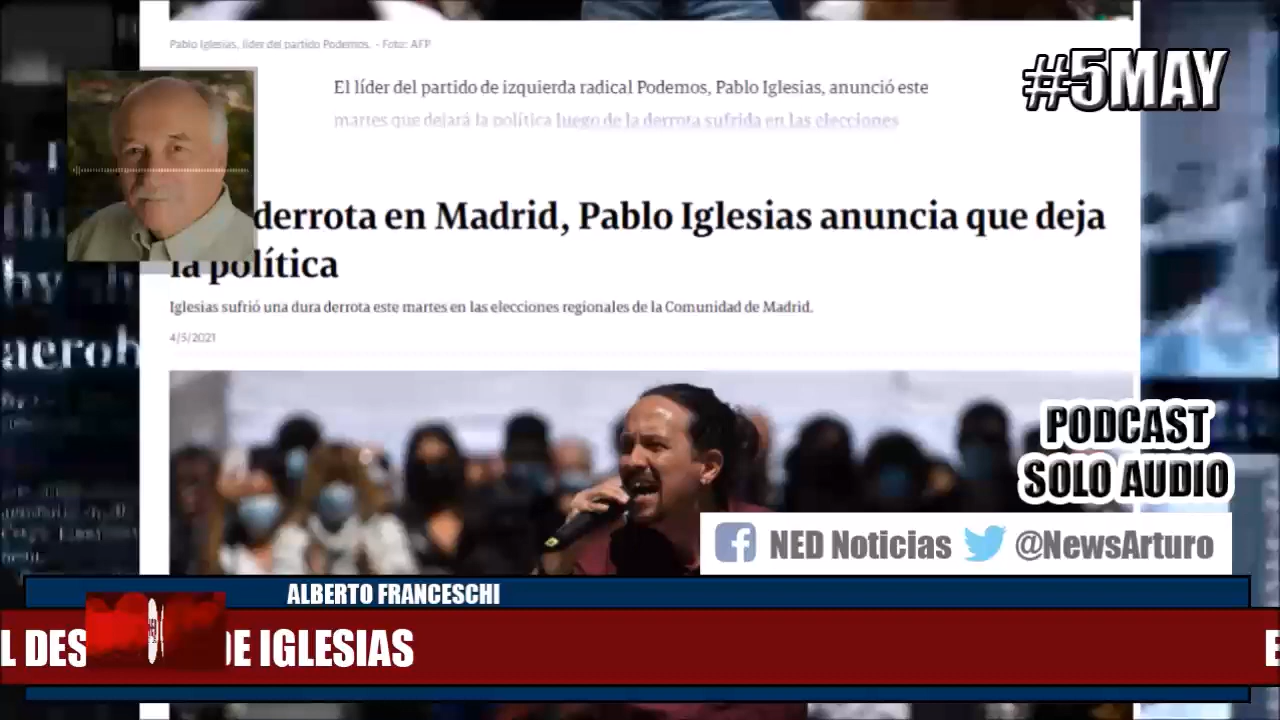 Pablo Iglesias, líder del partido Podemos. - Foto: AFP
#5MAY
El líder del partido de izquierda radical Podemos, Pablo Iglesias, anunció este
martes que dejará la política luego de la derrota sufrida en las elecciones
derrota en Madrid, Pablo Iglesias anuncia que deja
la política
Iglesias sufrió una dura derrota este martes en las elecciones regionales de la Comunidad de Madrid.
4/5/2021
PODCAST
SOLO AUDIO
NED Noticias @NewsArturo
ALBERTO FRANCESCHI
L DES DE IGLESIAS E